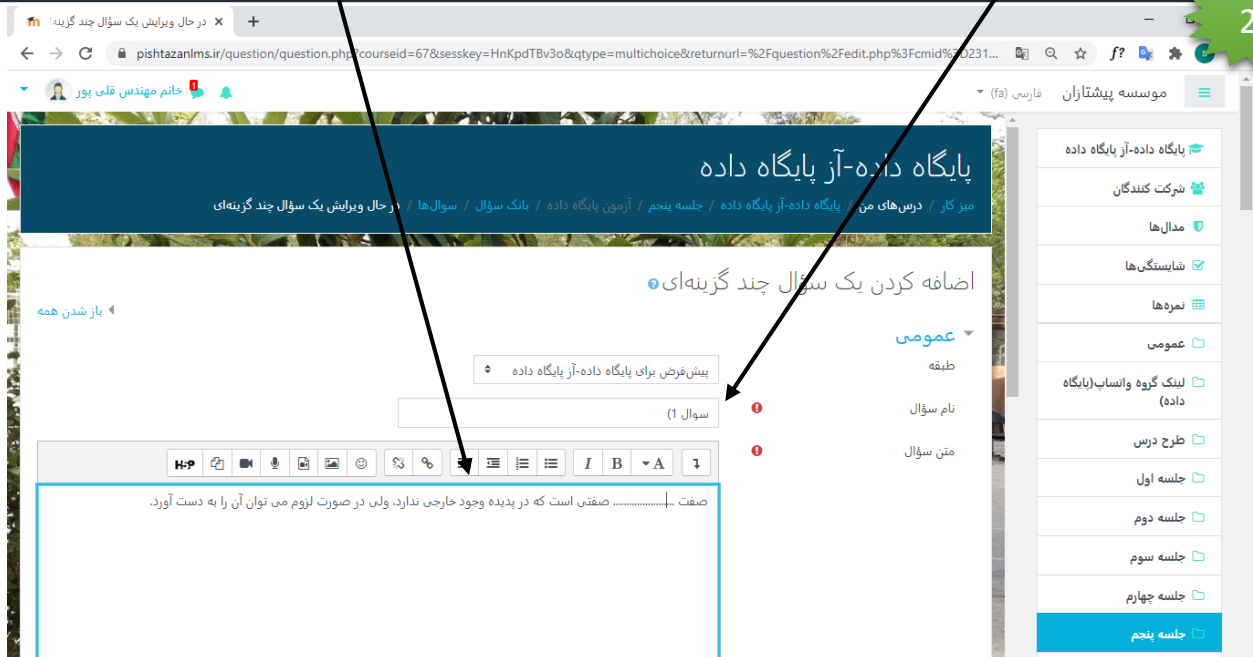 2
در حال ویرایش یک سؤال چند گزینه‌ا
pishtazanlms.ir/question/question.php?courseid=67&sesskey=HnKpdTBv3o&qtype=multichoice&returnurl=%2Fquestion%2Fedit.php%3Fcmid%3D231...
f?
موسسه پیشتازان
فارسی ‎(fa)‎
1
خانم مهندس قلی پور
پایگاه داده-آز پایگاه داده
میز کار / درس‌های من / پایگاه داده-آز پایگاه داده / جلسه پنجم / آزمون پایگاه داده / بانک سؤال / سوال‌ها / در حال ویرایش یک سؤال چند گزینه‌ای
اضافه کردن یک سؤال چند گزینه‌ای
باز شدن همه
عمومی
طبقه
پیش‌فرض برای پایگاه داده-آز پایگاه داده
نام سؤال
سوال 1)
متن سؤال
A B I H5P
صفت ..................... صفتی است که در پدیده وجود خارجی ندارد، ولی در صورت لزوم می توان آن را به دست آورد.
پایگاه داده-آز پایگاه داده
شرکت کنندگان
مدال‌ها
شایستگی‌ها
نمره‌ها
عمومی
لینک گروه واتساپ(پایگاه
داده)
طرح درس
جلسه اول
جلسه دوم
جلسه سوم
جلسه چهارم
جلسه پنجم